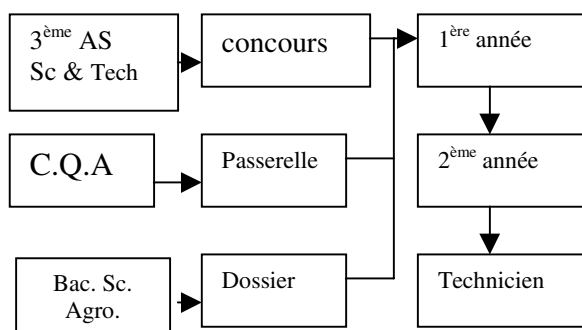 3ème AS
Sc & Tech
concours
1ère année
C.Q.A
Passerelle
2ème année
Bac. Sc.
Agro.
Dossier
Technicien